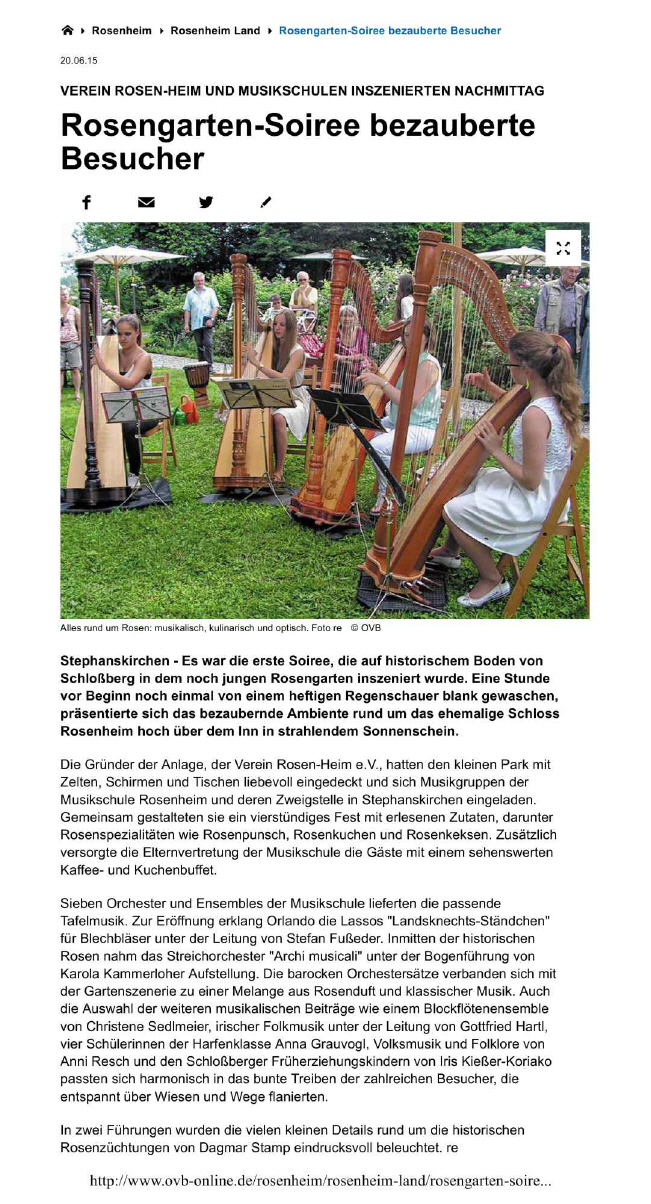 Rosenheim Rosenheim Land Rosengarten-Soiree bezauberte Besucher
20.06.15
VEREIN ROSEN-HEIM UND MUSIKSCHULEN INSZENIERTEN NACHMITTAG
Rosengarten-Soiree bezauberte
Besucher
Alles rund um Rosen: musikalisch, kulinarisch und optisch. Foto re © OVB
Stephanskirchen - Es war die erste Soiree, die auf historischem Boden von
Schloßberg in dem noch jungen Rosengarten inszeniert wurde. Eine Stunde
vor Beginn noch einmal von einem heftigen Regenschauer blank gewaschen,
präsentierte sich das bezaubernde Ambiente rund um das ehemalige Schloss
Rosenheim hoch über dem Inn in strahlendem Sonnenschein.
Die Gründer der Anlage, der Verein Rosen-Heim e.V., hatten den kleinen Park mit
Zelten, Schirmen und Tischen liebevoll eingedeckt und sich Musikgruppen der
Musikschule Rosenheim und deren Zweigstelle in Stephanskirchen eingeladen.
Gemeinsam gestalteten sie ein vierstündiges Fest mit erlesenen Zutaten, darunter
Rosenspezialitäten wie Rosenpunsch, Rosenkuchen und Rosenkeksen. Zusätzlich
versorgte die Elternvertretung der Musikschule die Gäste mit einem sehenswerten
Kaffee- und Kuchenbuffet.
Sieben Orchester und Ensembles der Musikschule lieferten die passende
Tafelmusik. Zur Eröffnung erklang Orlando die Lassos "Landsknechts-Ständchen"
für Blechbläser unter der Leitung von Stefan Fußeder. Inmitten der historischen
Rosen nahm das Streichorchester "Archi musicali" unter der Bogenführung von
Karola Kammerloher Aufstellung. Die barocken Orchestersätze verbanden sich mit
der Gartenszenerie zu einer Melange aus Rosenduft und klassischer Musik. Auch
die Auswahl der weiteren musikalischen Beiträge wie einem Blockflötenensemble
von Christene Sedlmeier, irischer Folkmusik unter der Leitung von Gottfried Hartl,
vier Schülerinnen der Harfenklasse Anna Grauvogl, Volksmusik und Folklore von
Anni Resch und den Schloßberger Früherziehungskindern von Iris Kießer-Koriako
passten sich harmonisch in das bunte Treiben der zahlreichen Besucher, die
entspannt über Wiesen und Wege flanierten.
In zwei Führungen wurden die vielen kleinen Details rund um die historischen
Rosenzüchtungen von Dagmar Stamp eindrucksvoll beleuchtet. re
http://www.ovb-online.de/rosenheim/rosenheim-land/rosengarten-soire...